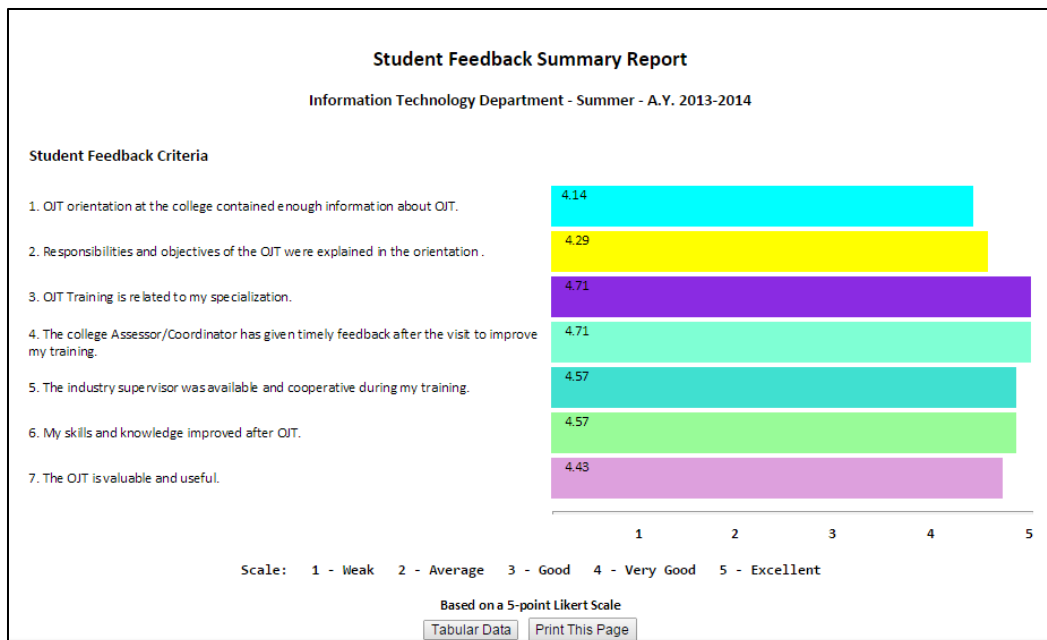 Student Feedback Summary Report
Information Technology Department - Summer - A.Y. 2013-2014
Student Feedback Criteria
1. OJT orientation at the college contained enough information about OJT.
4.14
2. Responsibilities and objectives of the OJT were explained in the orientation .
4.29
3. OJT Training is related to my specialization.
4.71
4. The college Assessor/Coordinator has given timely feedback after the visit to improve
my training.
4.71
5. The industry supervisor was available and cooperative during my training.
4.57
6. My skills and knowledge improved after OJT.
4.57
7. The OJT is valuable and useful.
4.43
1 2 3 4 5
Scale: 1 - Weak 2 - Average 3 - Good 4 - Very Good 5 - Excellent
Based on a 5-point Likert Scale
Tabular Data Print This Page